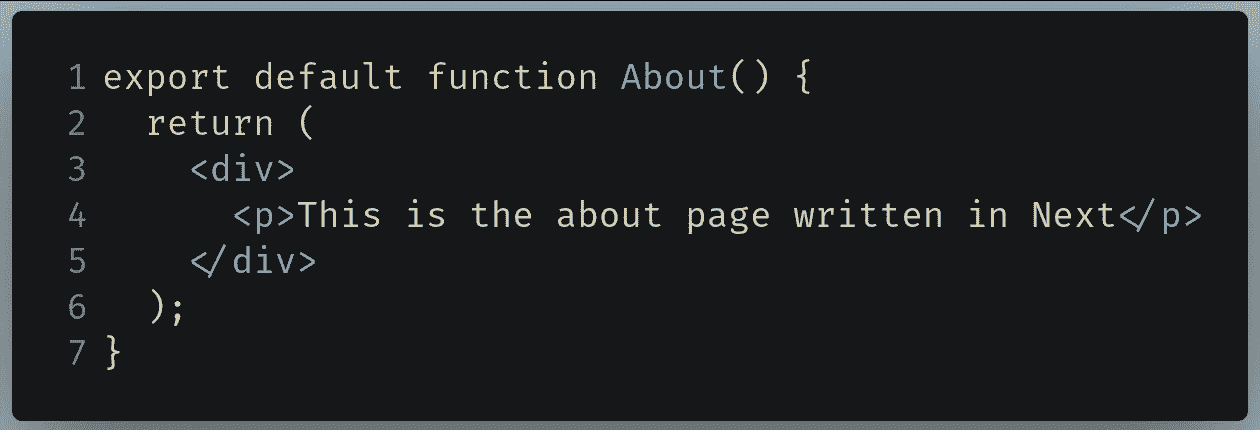 1 export default function About() {
2   return (
3     <div>
4       <p>This is the about page written in Next</p>
5     </div>
6   );
7 }